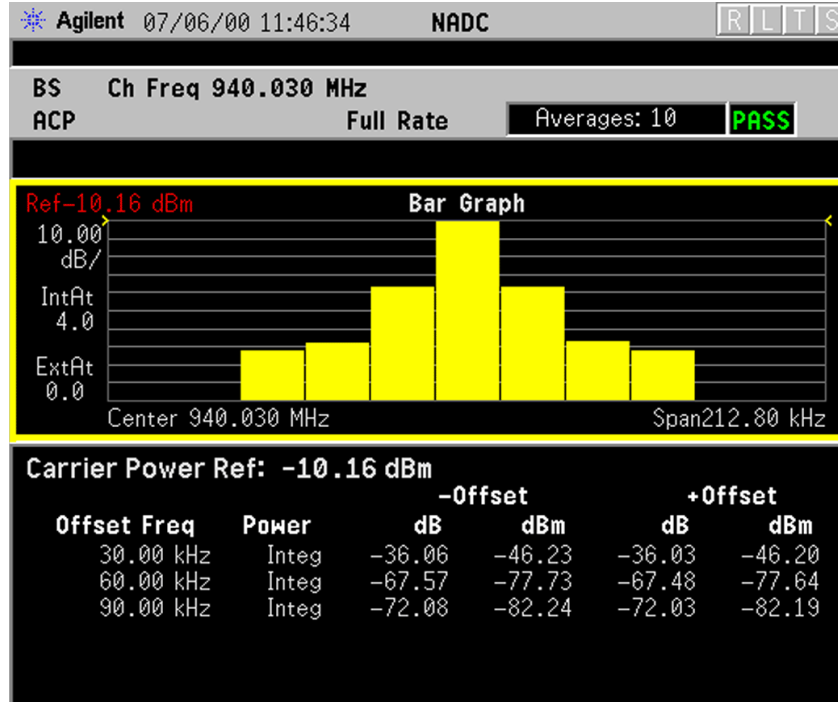 Agilent 07/06/00 11:46:34 NADC R L T S
BS Ch Freq 940.030 MHz
ACP Full Rate Averages: 10 PASS
Ref-10.16 dBm Bar Graph
10.00
dB/
IntAt
4.0
ExtAt
0.0
Center 940.030 MHz Span212.80 kHz
Carrier Power Ref: -10.16 dBm
-Offset +Offset
Offset Freq Power dB dBm dB dBm
30.00 kHz Integ -36.06 -46.23 -36.03 -46.20
60.00 kHz Integ -67.57 -77.73 -67.48 -77.64
90.00 kHz Integ -72.08 -82.24 -72.03 -82.19